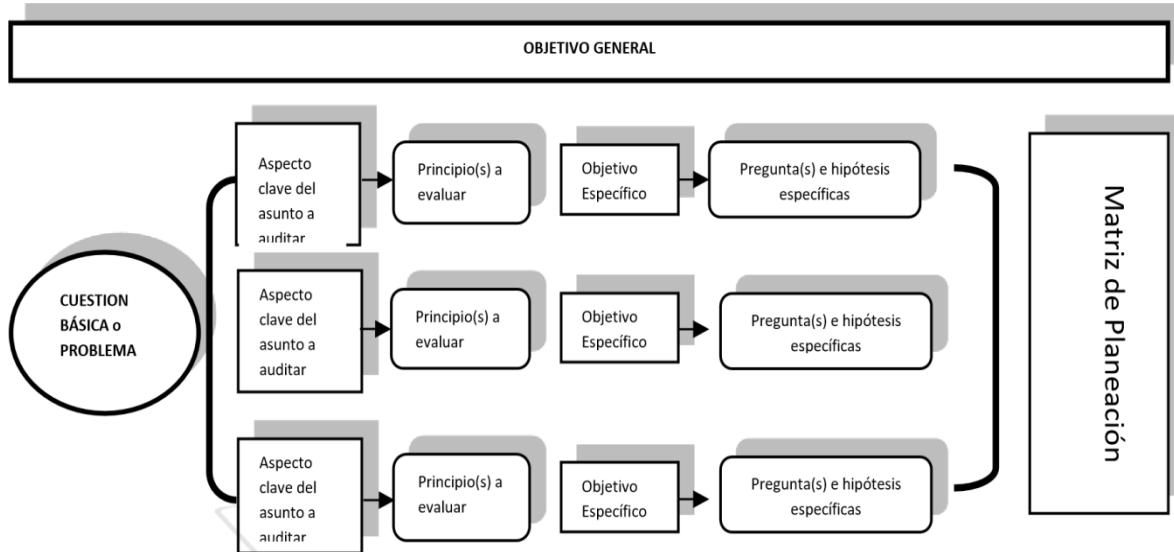 OBJETIVO GENERAL
Aspecto
clave del
asunto a
auditar
Principio(s) a
evaluar
Objetivo
Específico
Pregunta(s) e hipótesis
específicas
CUESTION
BÁSICA o
PROBLEMA
Aspecto
clave del
asunto a
auditar
Principio(s) a
evaluar
Objetivo
Específico
Pregunta(s) e hipótesis
específicas
Aspecto
clave del
asunto a
auditar
Principio(s) a
evaluar
Objetivo
Específico
Pregunta(s) e hipótesis
específicas
Matriz de Planeación